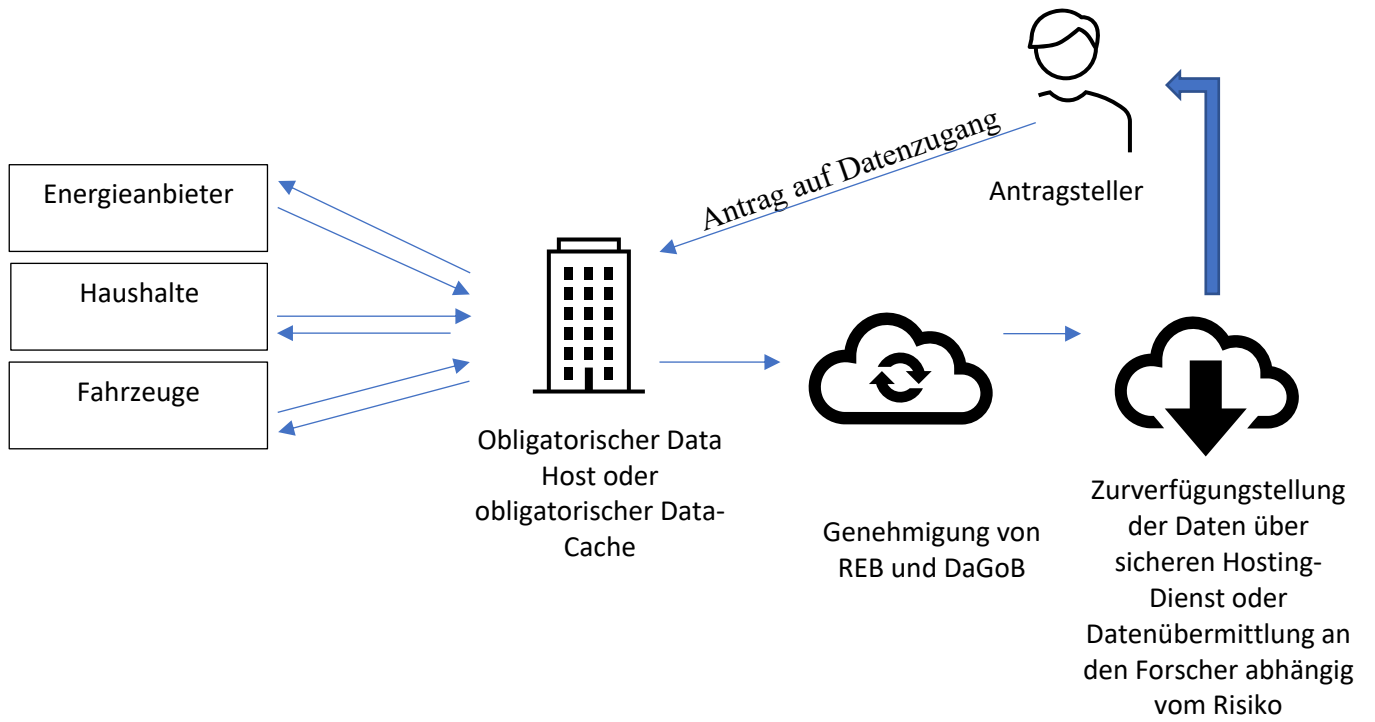 Antrag auf Datenzugang
Antragsteller
Energieanbieter
Haushalte
Fahrzeuge
Obligatorischer Data
Host oder
obligatorischer Data-
Cache
Genehmigung von
REB und DaGoB
Zurverfügungstellung
der Daten über
sicheren Hosting-
Dienst oder
Datenübermittlung an
den Forscher abhängig
vom Risiko